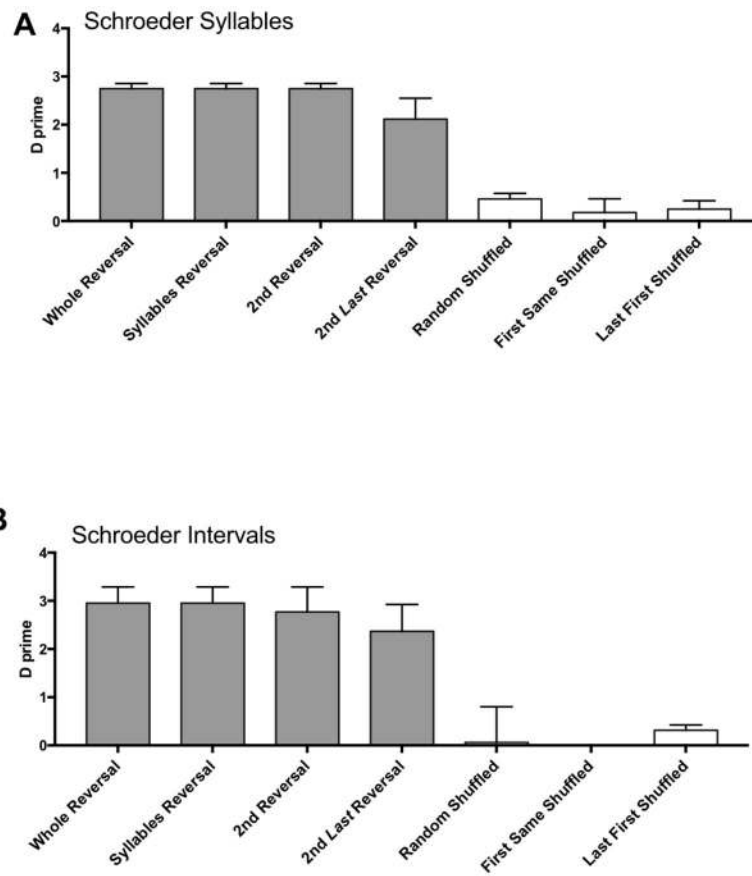 A
Schroeder Syllables
4
3
2
1
0
D prime
Whole Reversal
Syllables Reversal
2nd Reversal
2nd Last Reversal
Random Shuffled
First Same Shuffled
Last First Shuffled
B
Schroeder Intervals
4
3
2
1
0
D prime
Whole Reversal
Syllables Reversal
2nd Reversal
2nd Last Reversal
Random Shuffled
First Same Shuffled
Last First Shuffled